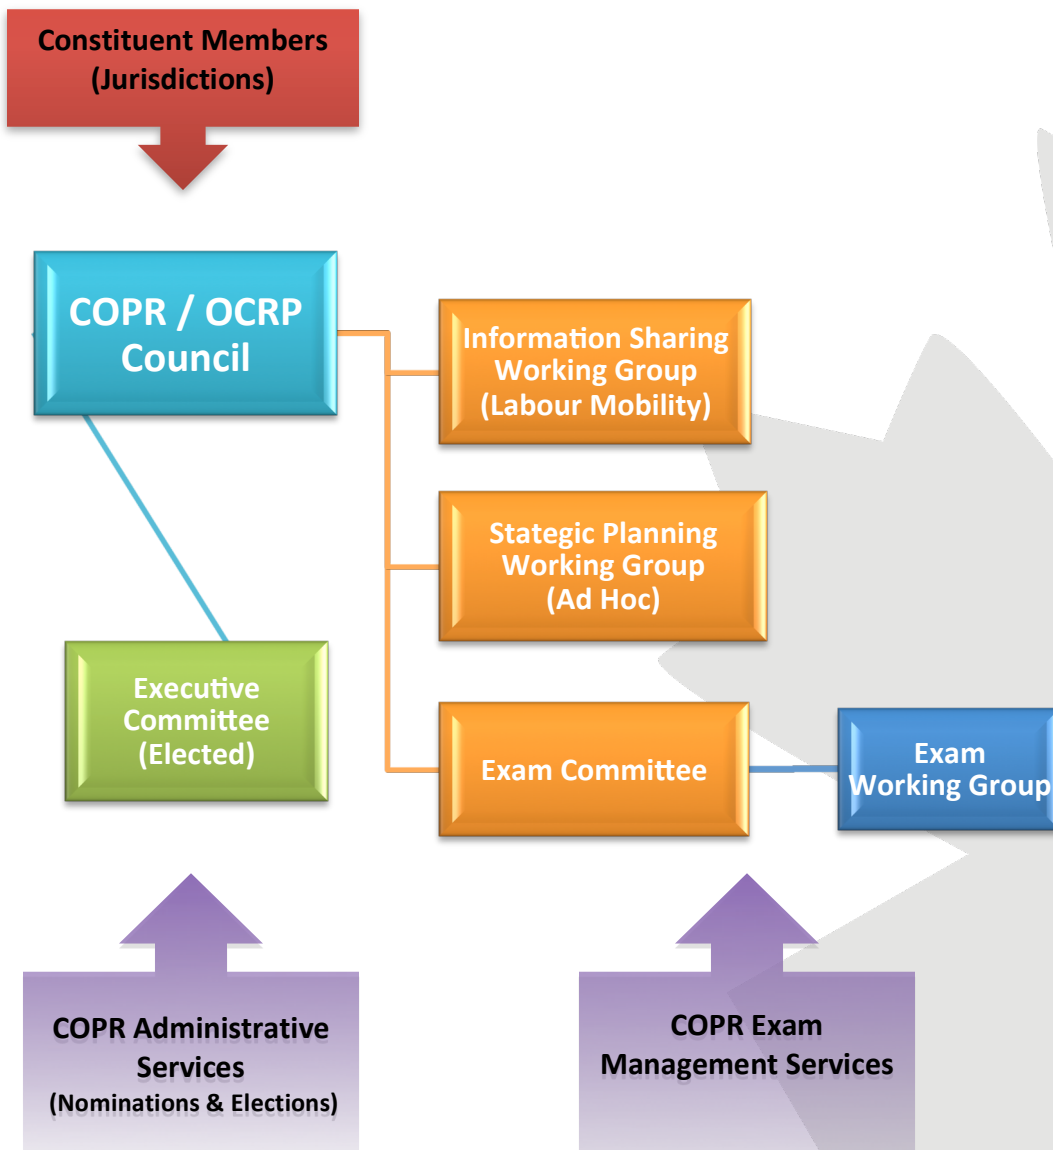 Constituent Members
(Jurisdictions)
COPR / OCRP
Council
Information Sharing
Working Group
(Labour Mobility)
Stategic Planning
Working Group
(Ad Hoc)
Executive
Committee
(Elected)
Exam Committee
Exam
Working Group
COPR Administrative
Services
(Nominations & Elections)
COPR Exam
Management Services